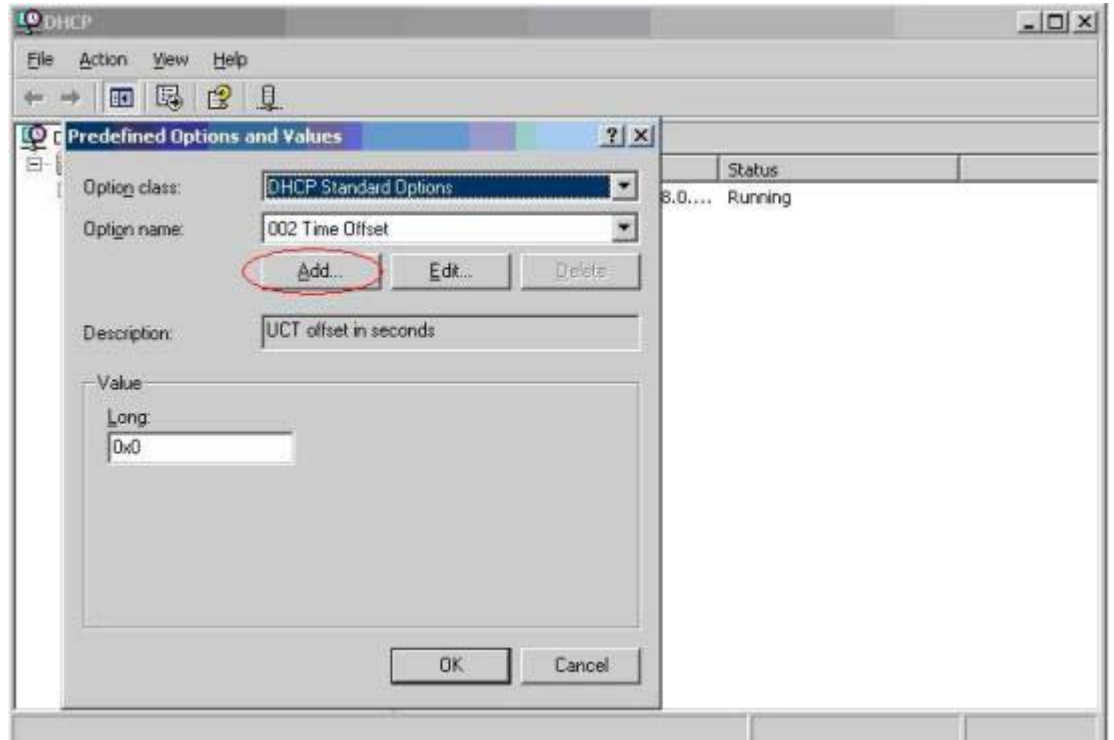 DHCP
File Action View Help
Predefined Options and Values
Status
Option class:
DHCP Standard Options
8.0.... Running
Option name:
002 Time Offset
Add...
Edit...
Delete
Description:
UCT offset in seconds
Value
Long:
0x0
OK
Cancel